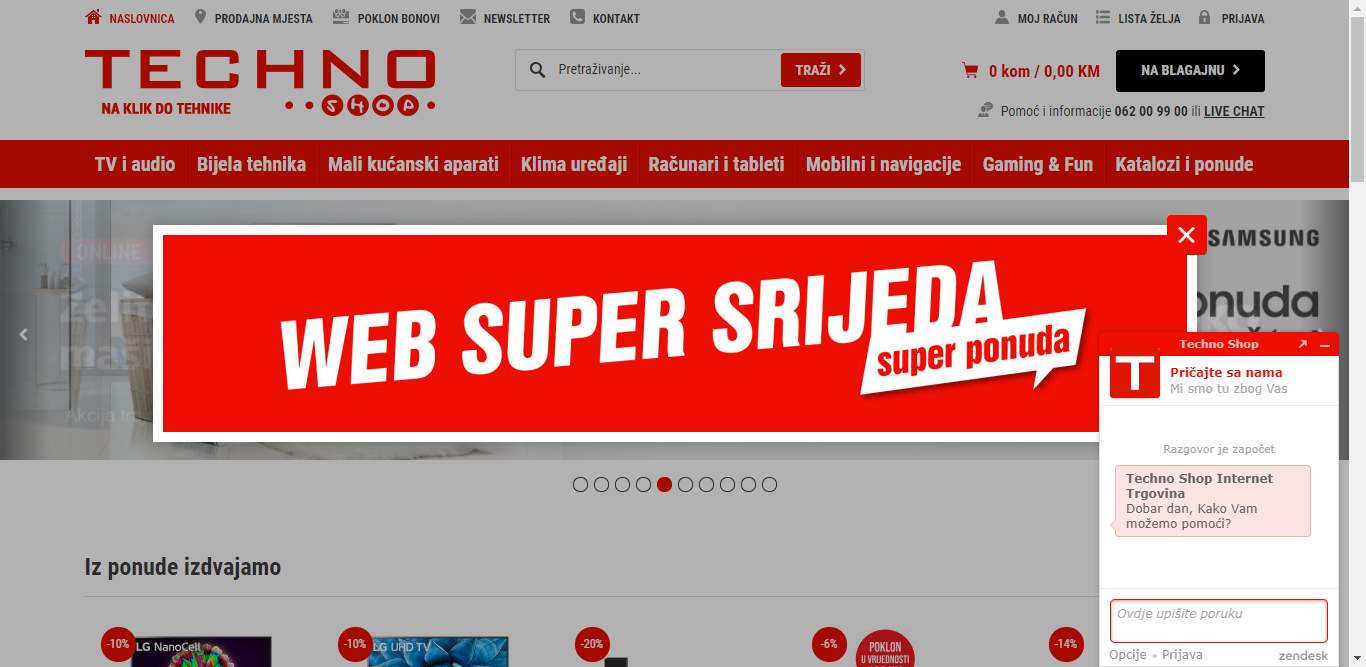 NASLOVNICA
PRODAJNA MJESTA
POKLON BONOVI
NEWSLETTER
KONTAKT
MOJ RAČUN
LISTA ŽELJA
PRIJAVA
TECHNO
NA KLIK DO TEHNIKE
SHOP
Pretraživanje...
TRAŽI
0 kom / 0,00 KM
NA BLAGAJNU
Pomoć i informacije 062 00 99 00 ili LIVE CHAT
TV i audio
Bijela tehnika
Mali kućanski aparati
Klima uređaji
Računari i tableti
Mobilni i navigacije
Gaming & Fun
Katalozi i ponude
ONLINE
SAMSUNG
WEB SUPER SRIJEDA
super ponuda
Akcija
Techno Shop
T
Pričajte sa nama
Mi smo tu zbog Vas
Razgovor je započet
Techno Shop Internet
Trgovina
Dobar dan, Kako Vam
možemo pomoći?
Ovdje upišite poruku
Opcije • Prijava
zendesk
Iz ponude izdvajamo
-10%
LG NanoCell
-10%
LG UHD TV
-20%
-6%
POKLON
U VRIJEDNOSTI
-14%